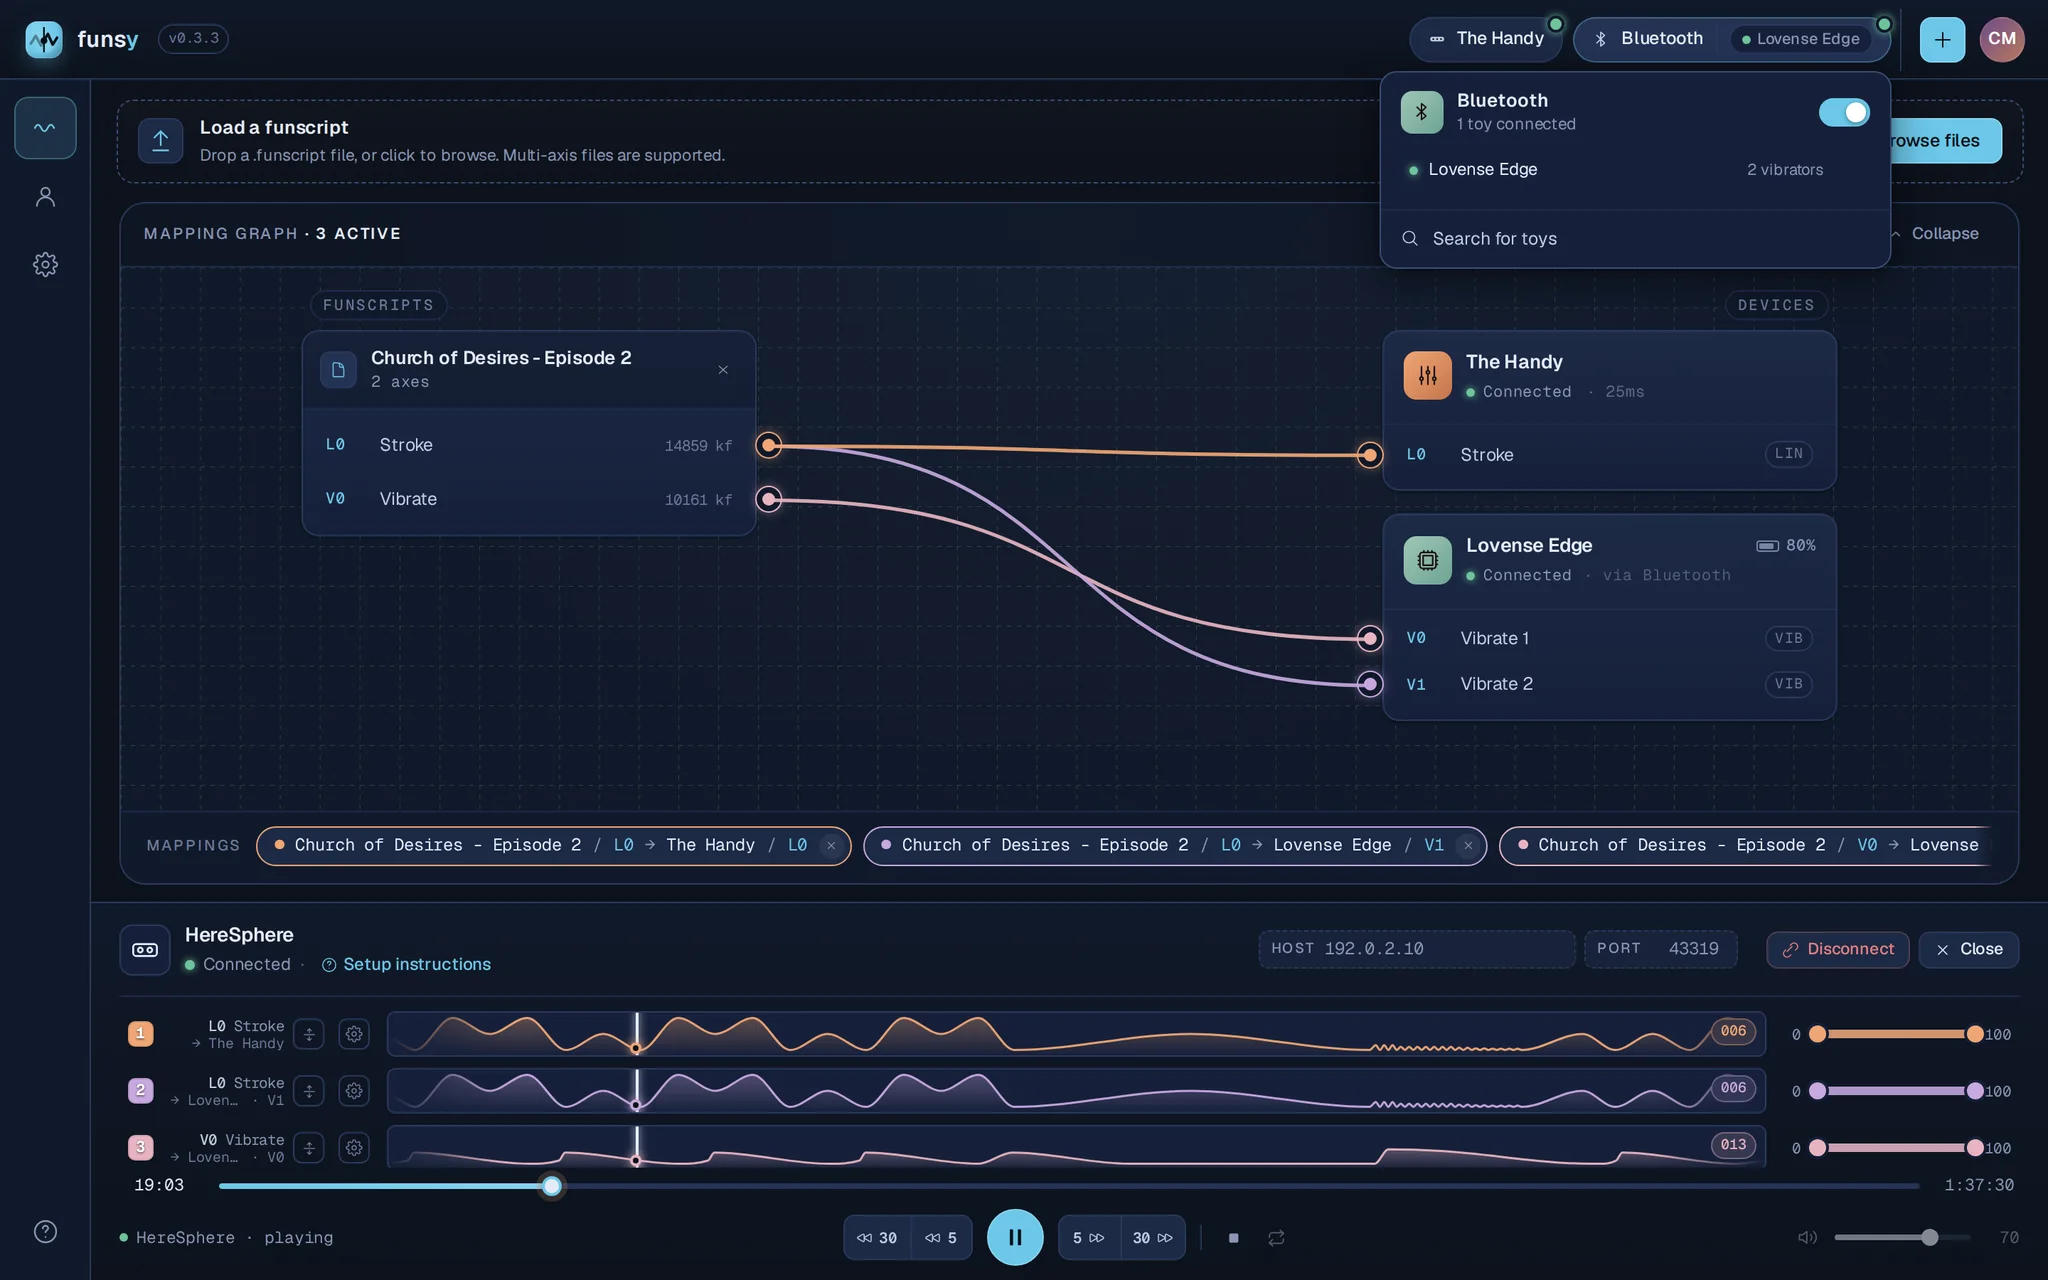 funsy
v0.3.3
The Handy
Bluetooth
Lovense Edge
CM
Load a funscript
Drop a .funscript file, or click to browse. Multi-axis files are supported.
rowse files
Bluetooth
1 toy connected
Lovense Edge
2 vibrators
Search for toys
MAPPING GRAPH · 3 ACTIVE
Collapse
FUNSCRIPTS
DEVICES
Church of Desires - Episode 2
2 axes
L0 Stroke 14859 kf
V0 Vibrate 10161 kf
The Handy
Connected · 25ms
L0 Stroke LIN
Lovense Edge 80%
Connected · via Bluetooth
V0 Vibrate 1 VIB
V1 Vibrate 2 VIB
MAPPINGS
Church of Desires - Episode 2 / L0 → The Handy / L0 ×
Church of Desires - Episode 2 / L0 → Lovense Edge / V1 ×
Church of Desires - Episode 2 / V0 → Lovense
HereSphere
Connected · Setup instructions
HOST 192.0.2.10
PORT 43319
Disconnect
Close
1 L0 Stroke
→ The Handy
006
0 100
2 L0 Stroke
→ Loven… · V1
006
0 100
3 V0 Vibrate
→ Loven… · V0
013
0 100
19:03
1:37:30
HereSphere · playing
30
5
5
30
70